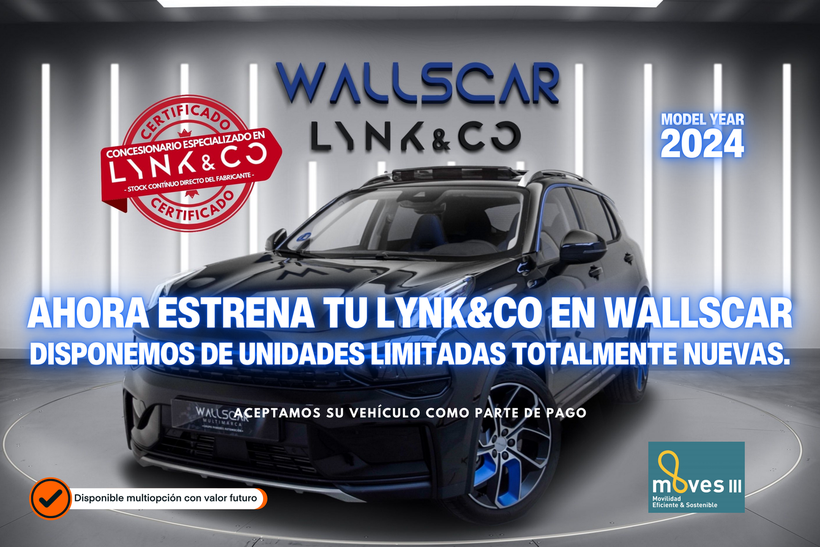 WALLSCAR
LYNK&CO
CERTIFICADO
CONCESIONARIO ESPECIALIZADO EN
LYNK&CO
- STOCK CONTÍNUO DIRECTO DEL FABRICANTE -
CERTIFICADO
MODEL YEAR
2024
AHORA ESTRENA TU LYNK&CO EN WALLSCAR
DISPONEMOS DE UNIDADES LIMITADAS TOTALMENTE NUEVAS.
ACEPTAMOS SU VEHÍCULO COMO PARTE DE PAGO
WALLSCAR
MULTIMARCA
Disponible multiopción con valor futuro
moves III
Movilidad
Eficiente & Sostenible